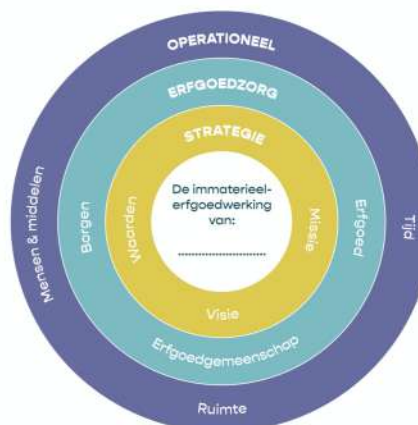 OPERATIONEEL
ERFGOEDZORG
STRATEGIE
De immaterieel-
erfgoedwerking
van:
............................
Waarden
Missie
Visie
Borgen
Erfgoed
Erfgoedgemeenschap
Mensen & middelen
Tijd
Ruimte